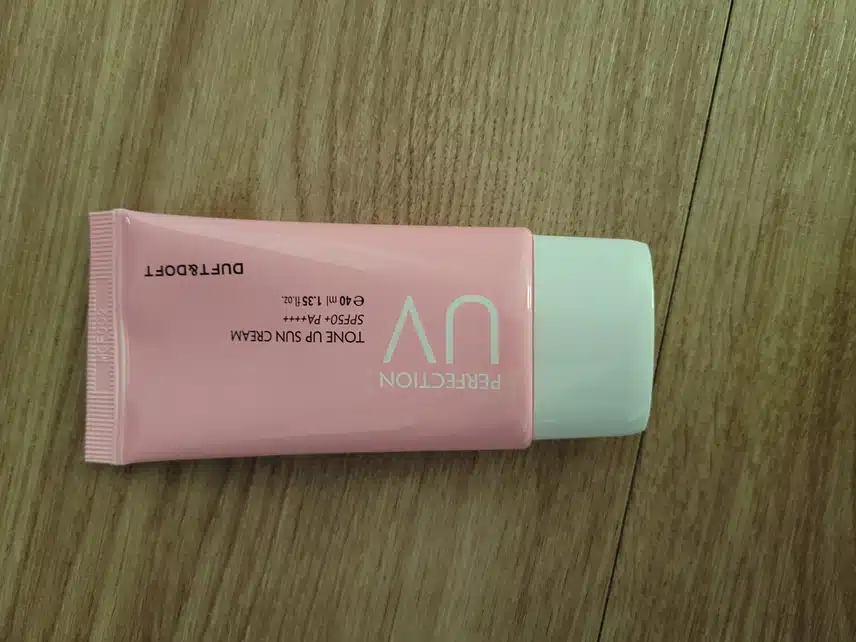 PERFECTION
UV
TONE UP SUN CREAM
SPF50+ PA++++
℮ 40 ml 1.35 fl.oz.
DUFT&DOFT